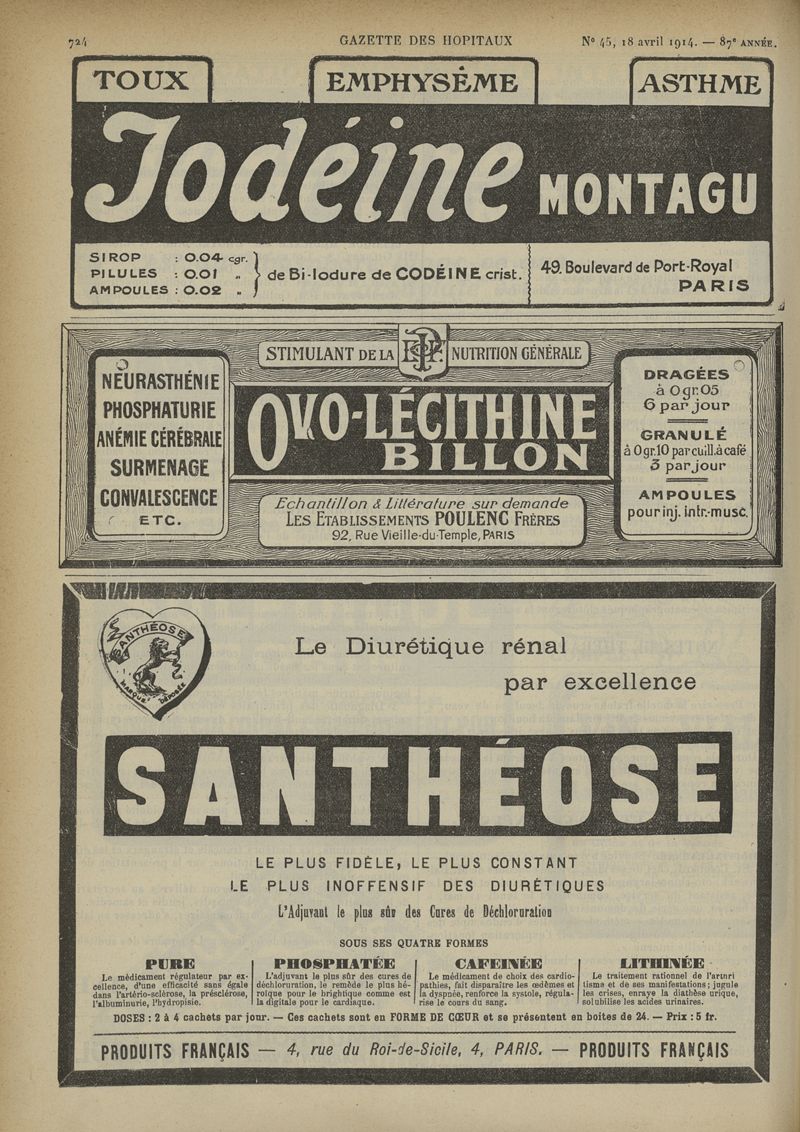 724
GAZETTE DES HOPITAUX
N° 45, 18 avril 1914. — 87e ANNÉE.
TOUX
EMPHYSÈME
ASTHME
Iodéine MONTAGU
SIROP : 0.04 cgr.
PILULES : 0.01 „
AMPOULES : 0.02 „
de Bi-Iodure de CODÉINE crist.
49. Boulevard de Port-Royal
PARIS
STIMULANT DE LA NUTRITION GÉNÉRALE
NEURASTHÉNIE
PHOSPHATURIE
ANÉMIE CÉRÉBRALE
SURMENAGE
CONVALESCENCE
ETC.
OVO-LÉCITHINE
BILLON
Echantillon & Littérature sur demande
LES ETABLISSEMENTS POULENC FRÈRES
92, Rue Vieille-du-Temple, PARIS
DRAGÉES
à 0gr.05
6 par jour
GRANULÉ
à 0gr.10 par cuill.à café
3 par jour
AMPOULES
pour inj. intr.-musc.
SANTHÉOSE
MARQUE DÉPOSÉE
Le Diurétique rénal
par excellence
SANTHÉOSE
LE PLUS FIDÈLE, LE PLUS CONSTANT
LE PLUS INOFFENSIF DES DIURÉTIQUES
L'Adjuvant le plus sûr des Cures de Déchloruration
SOUS SES QUATRE FORMES
PURE
Le médicament régulateur par ex-
cellence, d'une efficacité sans égale
dans l'artério-sclérose, la présclérose,
l'albuminurie, l'hydropisie.
PHOSPHATÉE
L'adjuvant le plus sûr des cures de
déchloruration, le remède le plus hé-
roïque pour le brightique comme est
la digitale pour le cardiaque.
CAFÉINÉE
Le médicament de choix des cardio-
pathies, fait disparaître les œdèmes et
la dyspnée, renforce la systole, régula-
rise le cours du sang.
LITHINÉE
Le traitement rationnel de l'arthri
tisme et de ses manifestations ; jugule
les crises, enraye la diathèse urique,
solubilise les acides urinaires.
DOSES : 2 à 4 cachets par jour. — Ces cachets sont en FORME DE CŒUR et se présentent en boîtes de 24. — Prix : 5 fr.
PRODUITS FRANÇAIS — 4, rue du Roi-de-Sicile, 4, PARIS. — PRODUITS FRANÇAIS